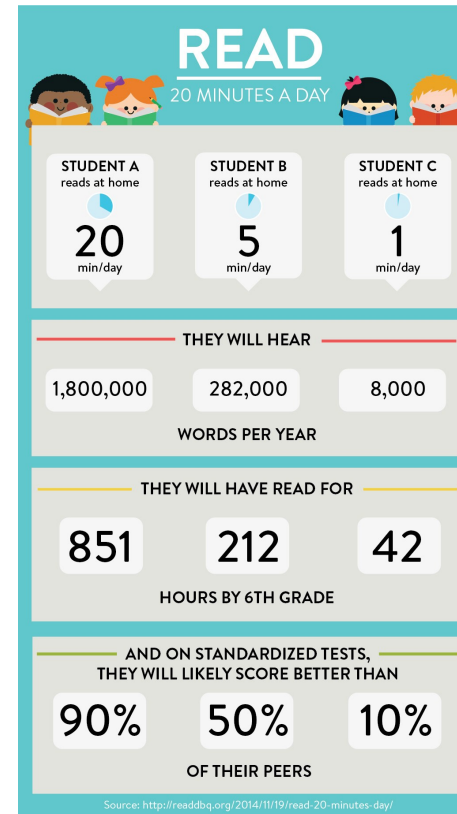 READ
20 MINUTES A DAY
STUDENT A
reads at home
20
min/day
STUDENT B
reads at home
5
min/day
STUDENT C
reads at home
1
min/day
THEY WILL HEAR
1,800,000 282,000 8,000
WORDS PER YEAR
THEY WILL HAVE READ FOR
851 212 42
HOURS BY 6TH GRADE
AND ON STANDARDIZED TESTS,
THEY WILL LIKELY SCORE BETTER THAN
90% 50% 10%
OF THEIR PEERS
Source: http://readdbq.org/2014/11/19/read-20-minutes-day/